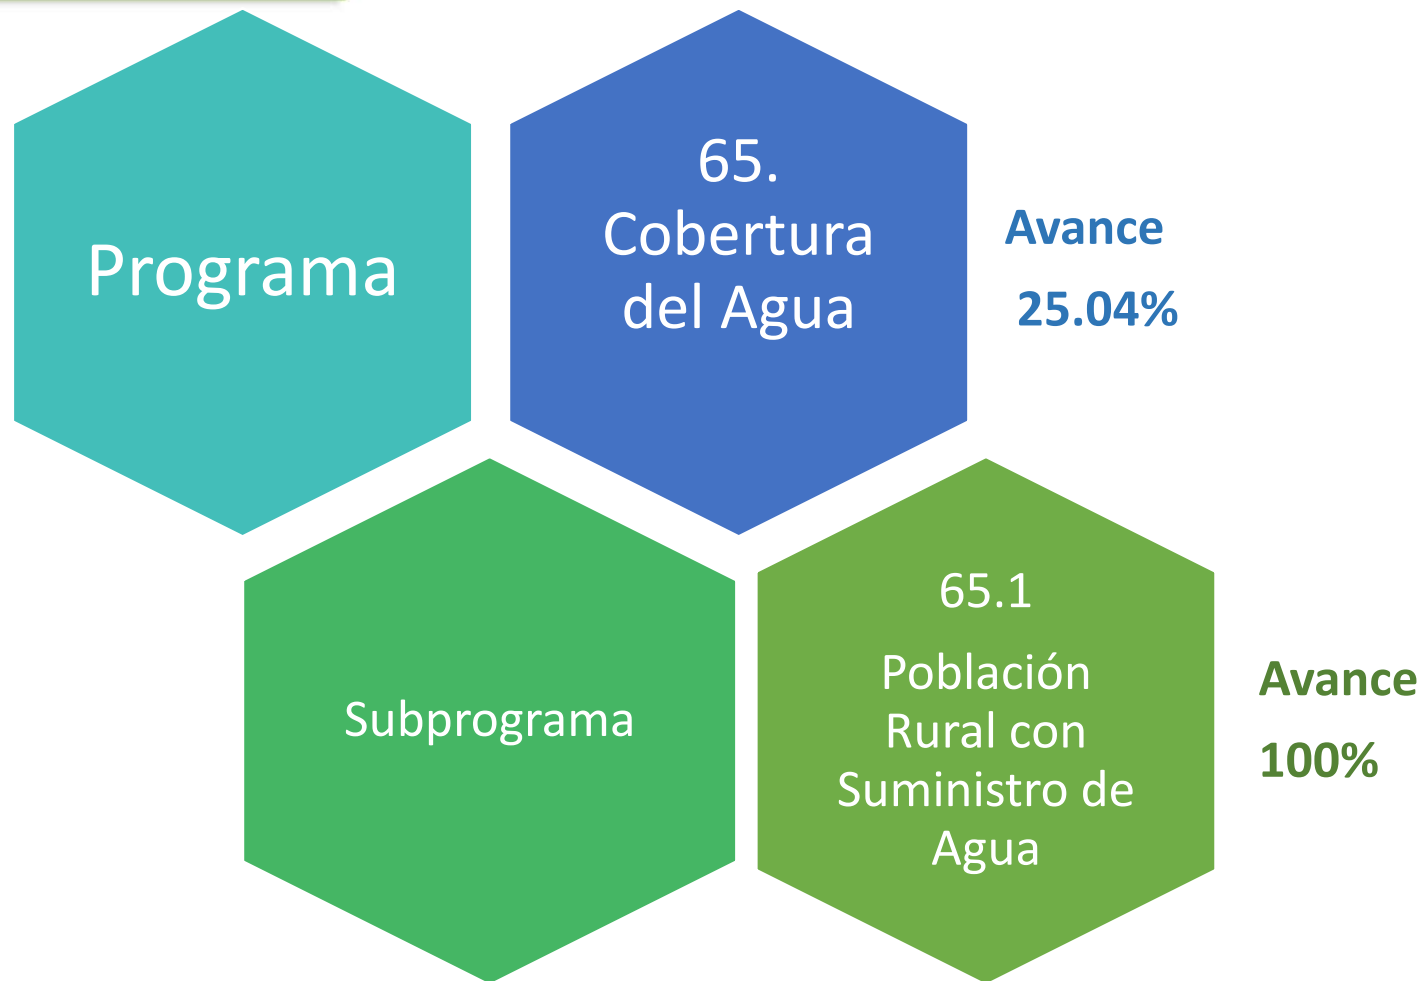 Programa
65.
Cobertura
del Agua
Avance
25.04%
Subprograma
65.1
Población
Rural con
Suministro de
Agua
Avance
100%